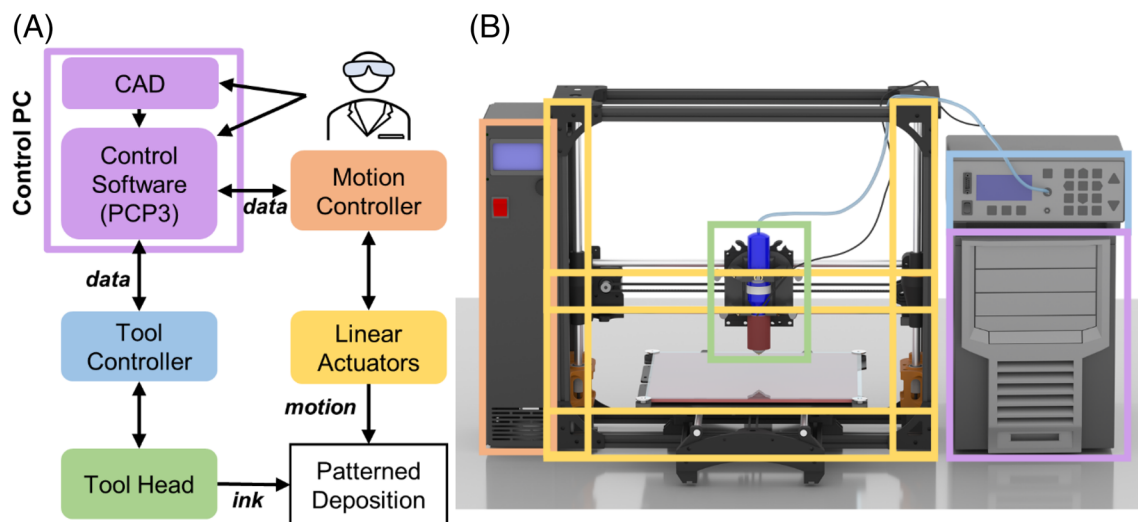 (A)
(B)
Control PC
CAD
Control
Software
(PCP3)
data
Motion
Controller
data
Tool
Controller
Linear
Actuators
motion
Tool Head
ink
Patterned
Deposition